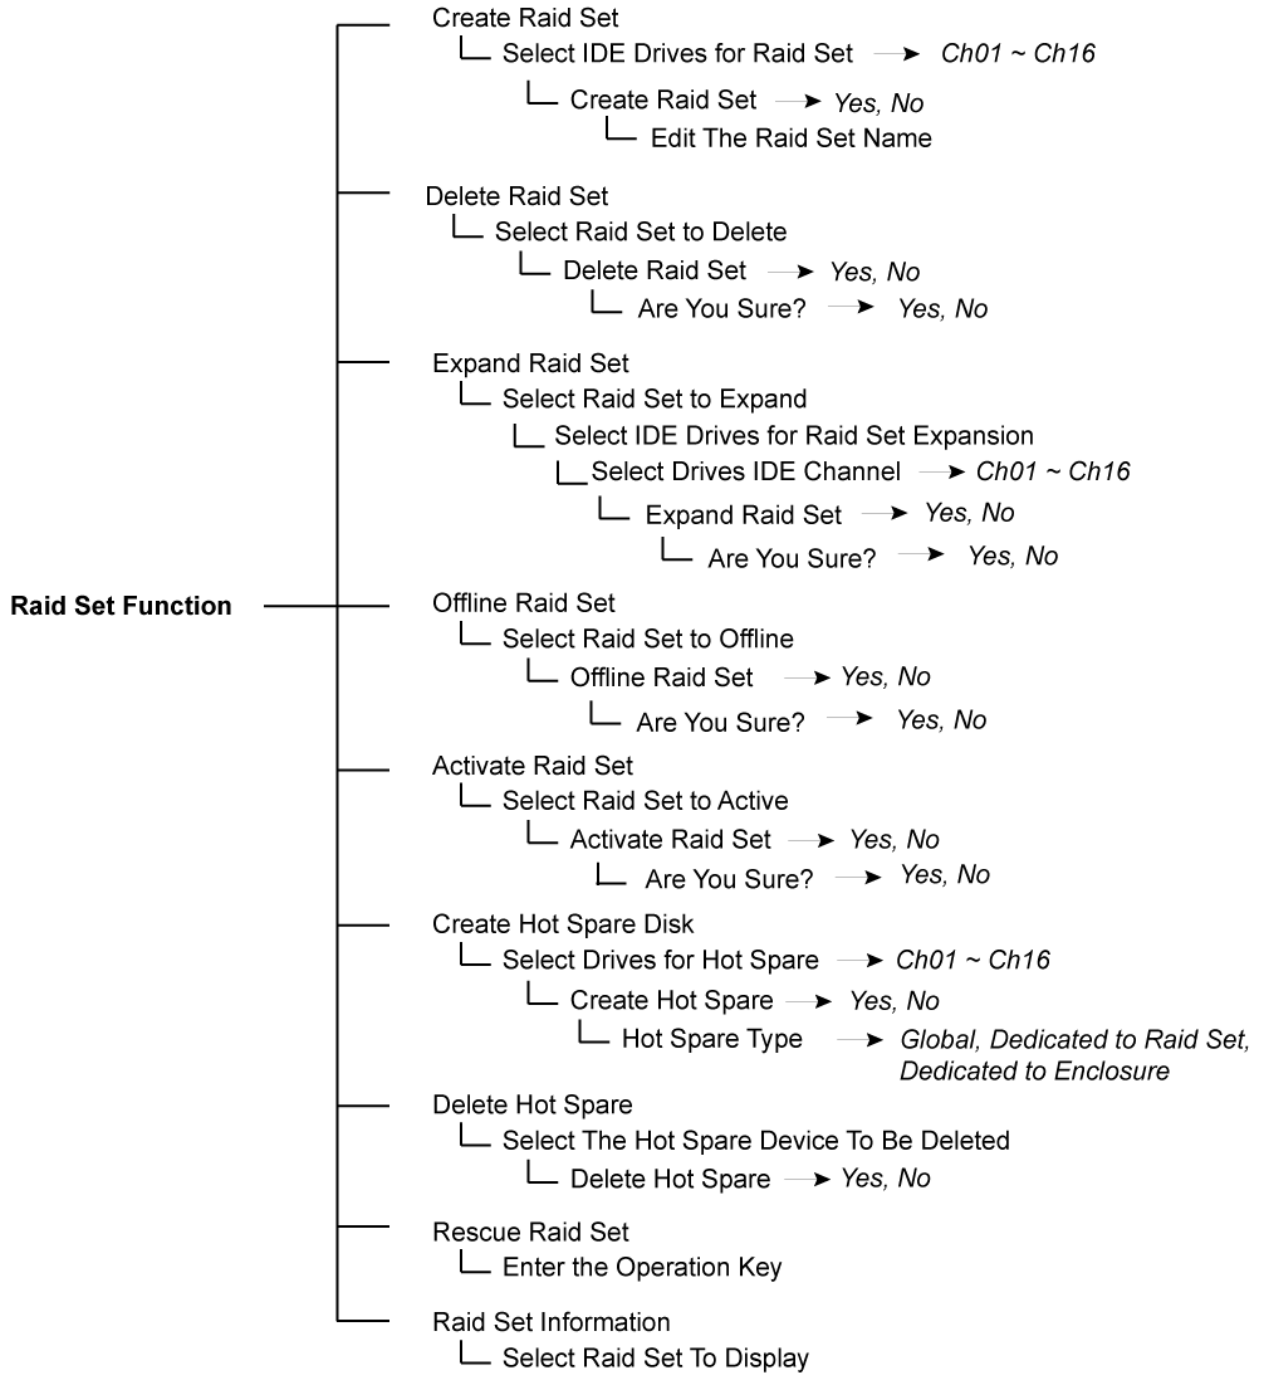 Create Raid Set
Select IDE Drives for Raid Set Ch01 ~ Ch16
Create Raid Set Yes, No
Edit The Raid Set Name
Delete Raid Set
Select Raid Set to Delete
Delete Raid Set Yes, No
Are You Sure? Yes, No
Expand Raid Set
Select Raid Set to Expand
Select IDE Drives for Raid Set Expansion
Select Drives IDE Channel Ch01 ~ Ch16
Expand Raid Set Yes, No
Are You Sure? Yes, No
Raid Set Function
Offline Raid Set
Select Raid Set to Offline
Offline Raid Set Yes, No
Are You Sure? Yes, No
Activate Raid Set
Select Raid Set to Active
Activate Raid Set Yes, No
Are You Sure? Yes, No
Create Hot Spare Disk
Select Drives for Hot Spare Ch01 ~ Ch16
Create Hot Spare Yes, No
Hot Spare Type Global, Dedicated to Raid Set,
Dedicated to Enclosure
Delete Hot Spare
Select The Hot Spare Device To Be Deleted
Delete Hot Spare Yes, No
Rescue Raid Set
Enter the Operation Key
Raid Set Information
Select Raid Set To Display